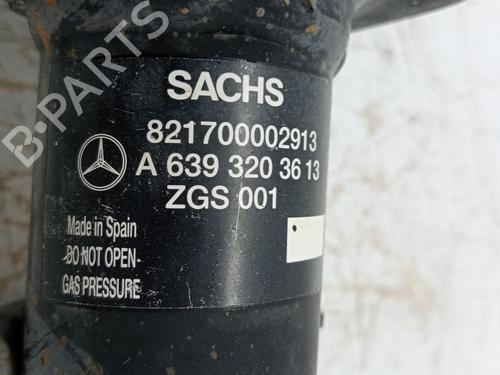 B-PARTS
SACHS
821700002913
A 639 320 36 13
ZGS 001
Made in Spain
DO NOT OPEN-
GAS PRESSURE